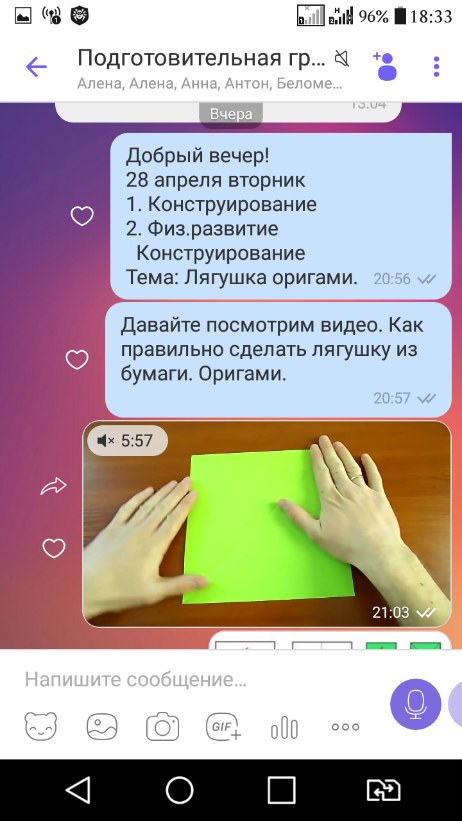 96% 18:33
Подготовительная гр...
Алена, Алена, Анна, Антон, Беломе...
13:04
Вчера
Добрый вечер!
28 апреля вторник
1. Конструирование
2. Физ.развитие
Конструирование
Тема: Лягушка оригами. 20:56
Давайте посмотрим видео. Как
правильно сделать лягушку из
бумаги. Оригами.
20:57
5:57
21:03
Напишите сообщение...
GIF